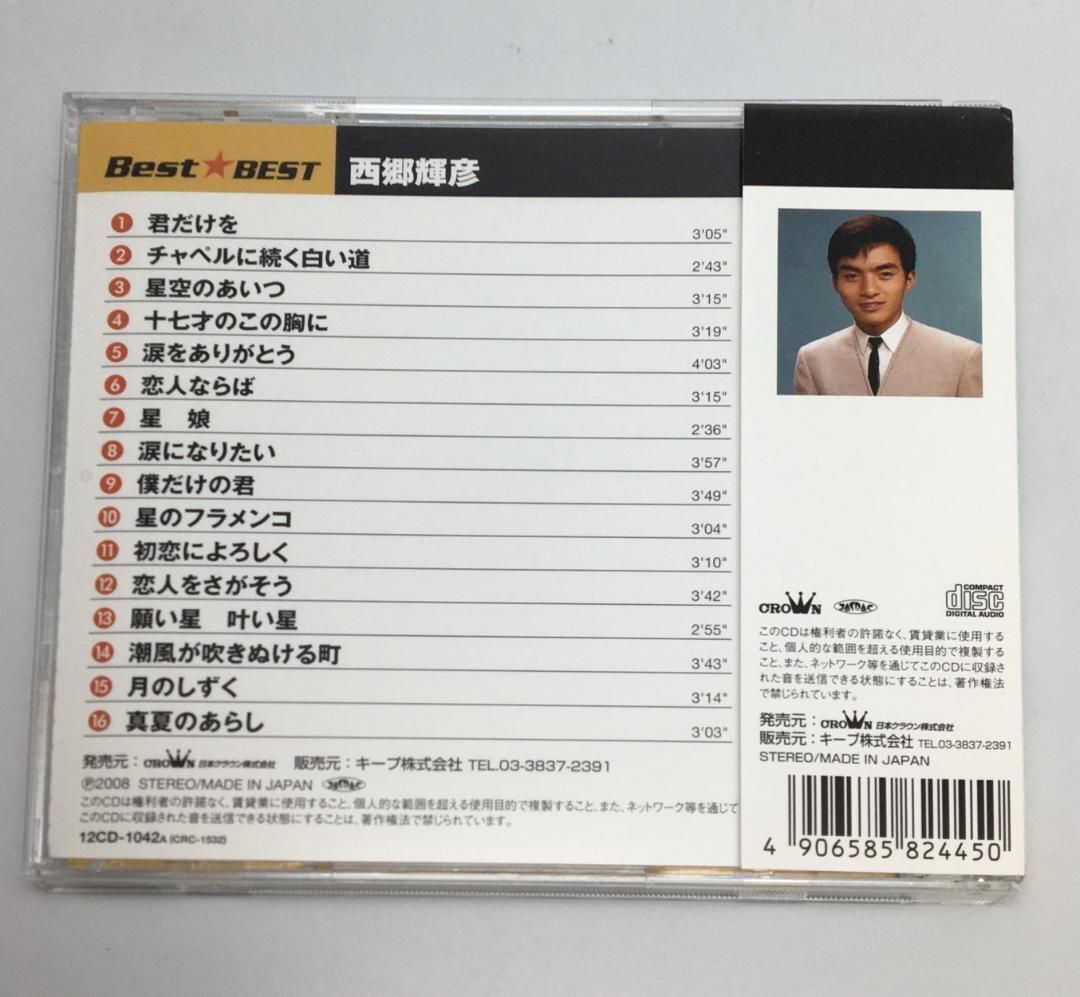 Best★BEST 西郷輝彦
1 君だけを 3'05"
2 チャペルに続く白い道 2'43"
3 星空のあいつ 3'15"
4 十七才のこの胸に 3'19"
5 涙をありがとう 4'03"
6 恋人ならば 3'15"
7 星 娘 2'36"
8 涙になりたい 3'57"
9 僕だけの君 3'49"
10 星のフラメンコ 3'04"
11 初恋によろしく 3'10"
12 恋人をさがそう 3'42"
13 願い星 叶い星 2'55"
14 潮風が吹きぬける町 3'43"
15 月のしずく 3'14"
16 真夏のあらし 3'03"
発売元：CROWN 日本クラウン株式会社 販売元：キープ株式会社 TEL.03-3837-2391
Ⓟ2008 STEREO/MADE IN JAPAN JASRAC
このCDは権利者の許諾なく、賃貸業に使用すること、個人的な範囲を超える使用目的で複製すること、また、ネットワーク等を通じて
このCDに収録された音を送信できる状態にすることは、著作権法で禁じられています。
12CD-1042A (CRC-1532)
CROWN JASRAC COMPACT disc DIGITAL AUDIO
このCDは権利者の許諾なく、賃貸業に使用するこ
と、個人的な範囲を超える使用目的で複製する
こと、また、ネットワーク等を通じてこのCDに収録さ
れた音を送信できる状態にすることは、著作権法
で禁じられています。
発売元：CROWN 日本クラウン株式会社
販売元：キープ株式会社 TEL.03-3837-2391
STEREO/MADE IN JAPAN
4 906585 824450